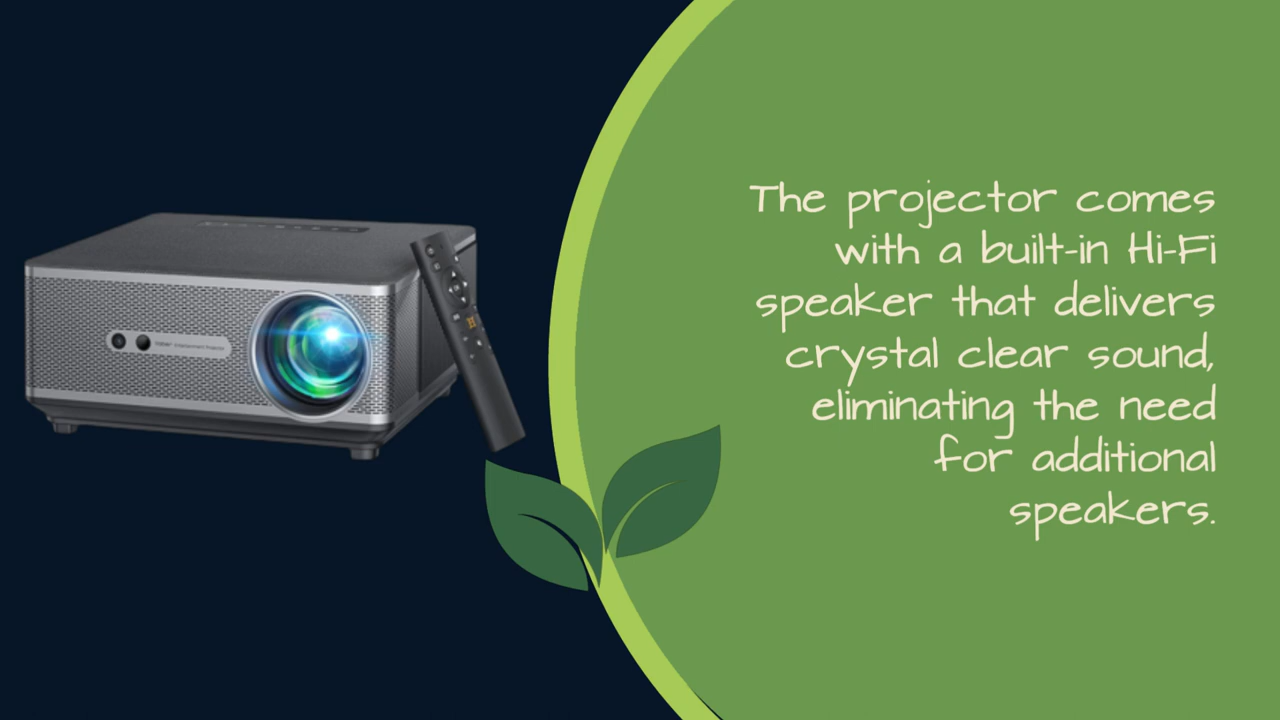 The projector comes
with a built-in Hi-Fi
speaker that delivers
crystal clear sound,
eliminating the need
for additional
speakers.